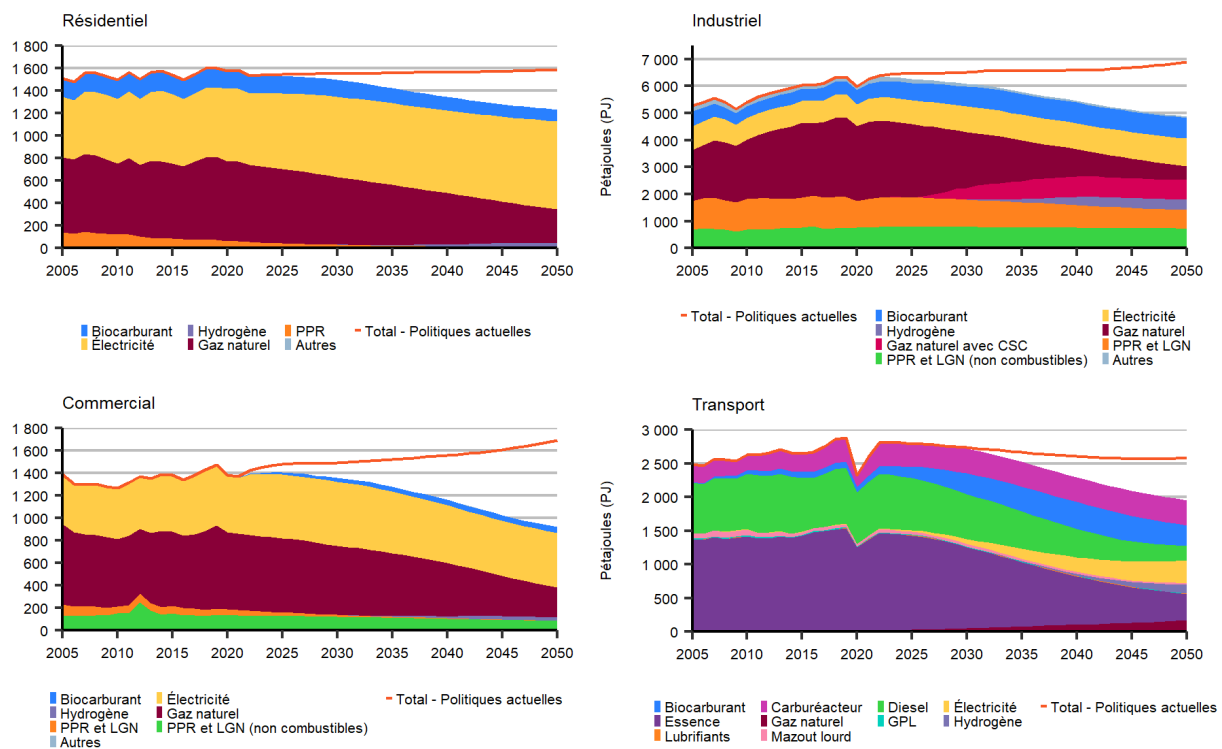 Résidentiel
1 800
1 600
1 400
1 200
1 000
800
600
400
200
0
2005 2010 2015 2020 2025 2030 2035 2040 2045 2050
Biocarburant Hydrogène PPR Total - Politiques actuelles
Électricité Gaz naturel Autres
Industriel
Pétajoules (PJ)
7 000
6 000
5 000
4 000
3 000
2 000
1 000
0
2005 2010 2015 2020 2025 2030 2035 2040 2045 2050
Total - Politiques actuelles Biocarburant Électricité
Hydrogène Gaz naturel
Gaz naturel avec CSC PPR et LGN
PPR et LGN (non combustibles) Autres
Commercial
1 800
1 600
1 400
1 200
1 000
800
600
400
200
0
2005 2010 2015 2020 2025 2030 2035 2040 2045 2050
Biocarburant Électricité Total - Politiques actuelles
Hydrogène Gaz naturel
PPR et LGN PPR et LGN (non combustibles)
Autres
Transport
Pétajoules (PJ)
3 000
2 500
2 000
1 500
1 000
500
0
2005 2010 2015 2020 2025 2030 2035 2040 2045 2050
Biocarburant Carburéacteur Diesel Électricité Total - Politiques actuelles
Essence Gaz naturel GPL Hydrogène
Lubrifiants Mazout lourd